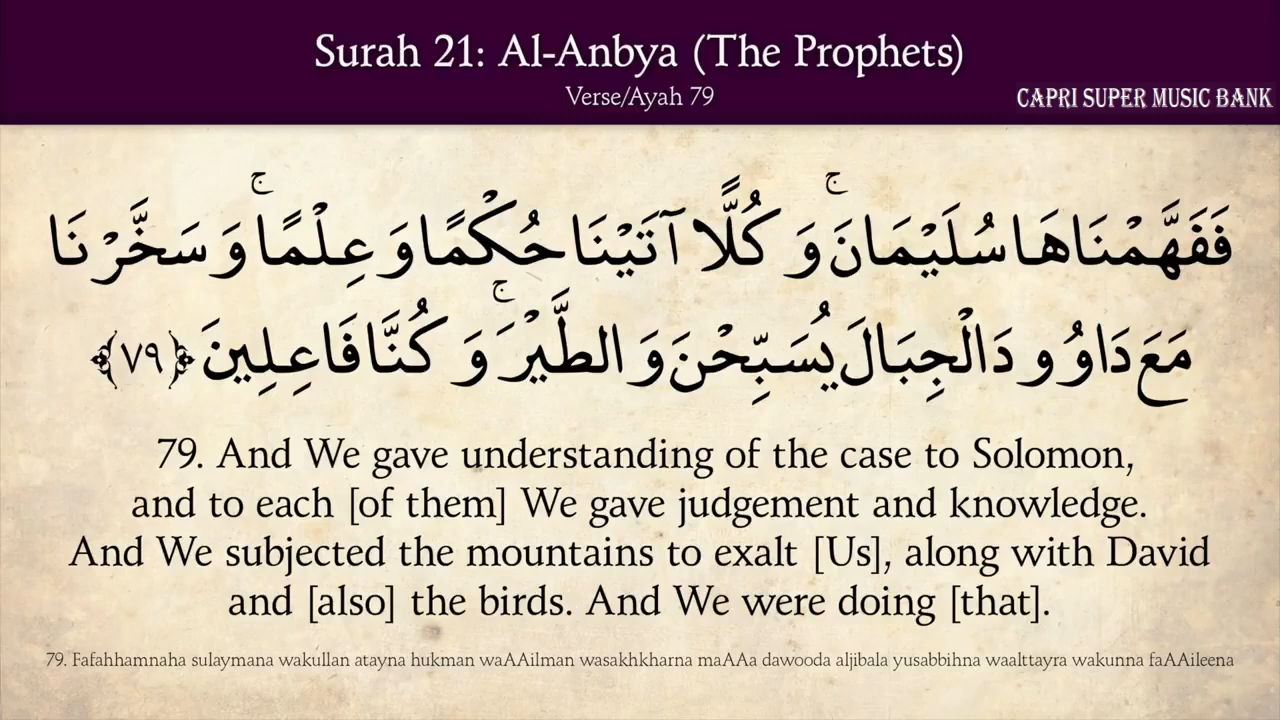 Surah 21: Al-Anbya (The Prophets)
Verse/Ayah 79
CAPRI SUPER MUSIC BANK
فَفَهَّمْنَاهَا سُلَيْمَانَ ۚ وَ كُلًّا آتَيْنَا حُكْمًا وَ عِلْمًا ۚ وَ سَخَّرْنَا
مَعَ دَاوُو دَالْجِبَالَ يُسَبِّحْنَ وَ الطَّيْرَ ۚ وَ كُنَّا فَاعِلِينَ ﴿٧٩﴾
79. And We gave understanding of the case to Solomon,
and to each [of them] We gave judgement and knowledge.
And We subjected the mountains to exalt [Us], along with David
and [also] the birds. And We were doing [that].
79. Fafahhamnaha sulaymana wakullan atayna hukman waAAilman wasakhkharna maAAa dawooda aljibala yusabbihna waalttayra wakunna faAAileena